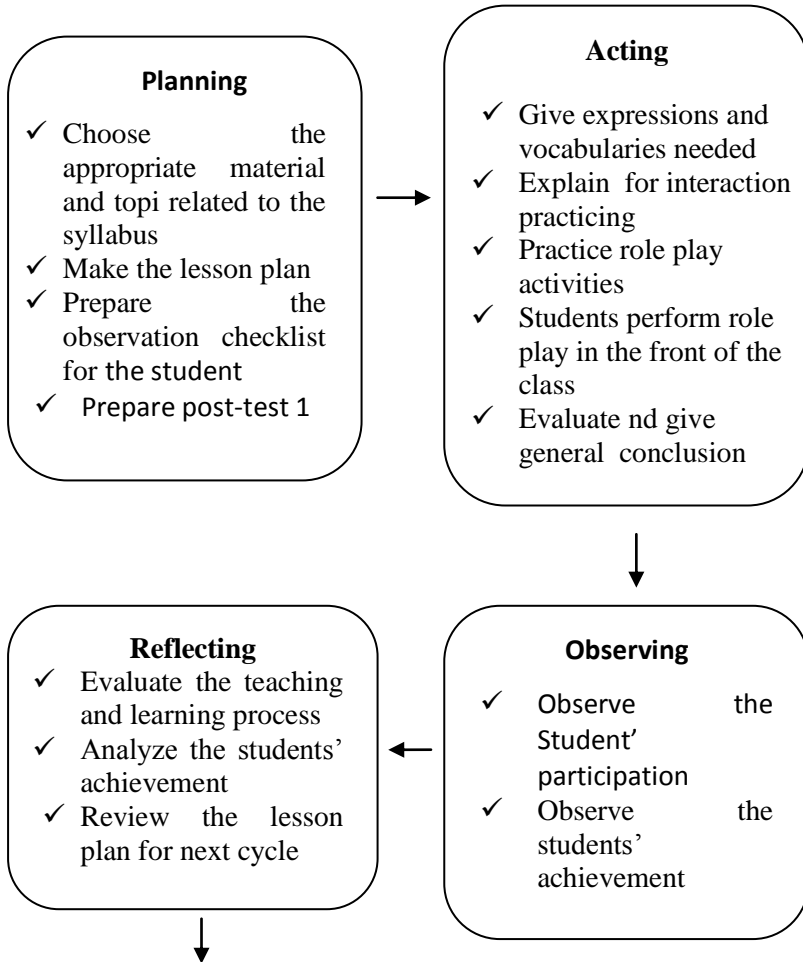 Planning
✓ Choose the
appropriate material
and topi related to the
syllabus
✓ Make the lesson plan
✓ Prepare the
observation checklist
for the student
✓ Prepare post-test 1
Acting
✓ Give expressions and
vocabularies needed
✓ Explain for interaction
practicing
✓ Practice role play
activities
✓ Students perform role
play in the front of the
class
✓ Evaluate nd give
general conclusion
Observing
✓ Observe the
Student’
participation
✓ Observe the
students’
achievement
Reflecting
✓ Evaluate the teaching
and learning process
✓ Analyze the students’
achievement
✓ Review the lesson
plan for next cycle